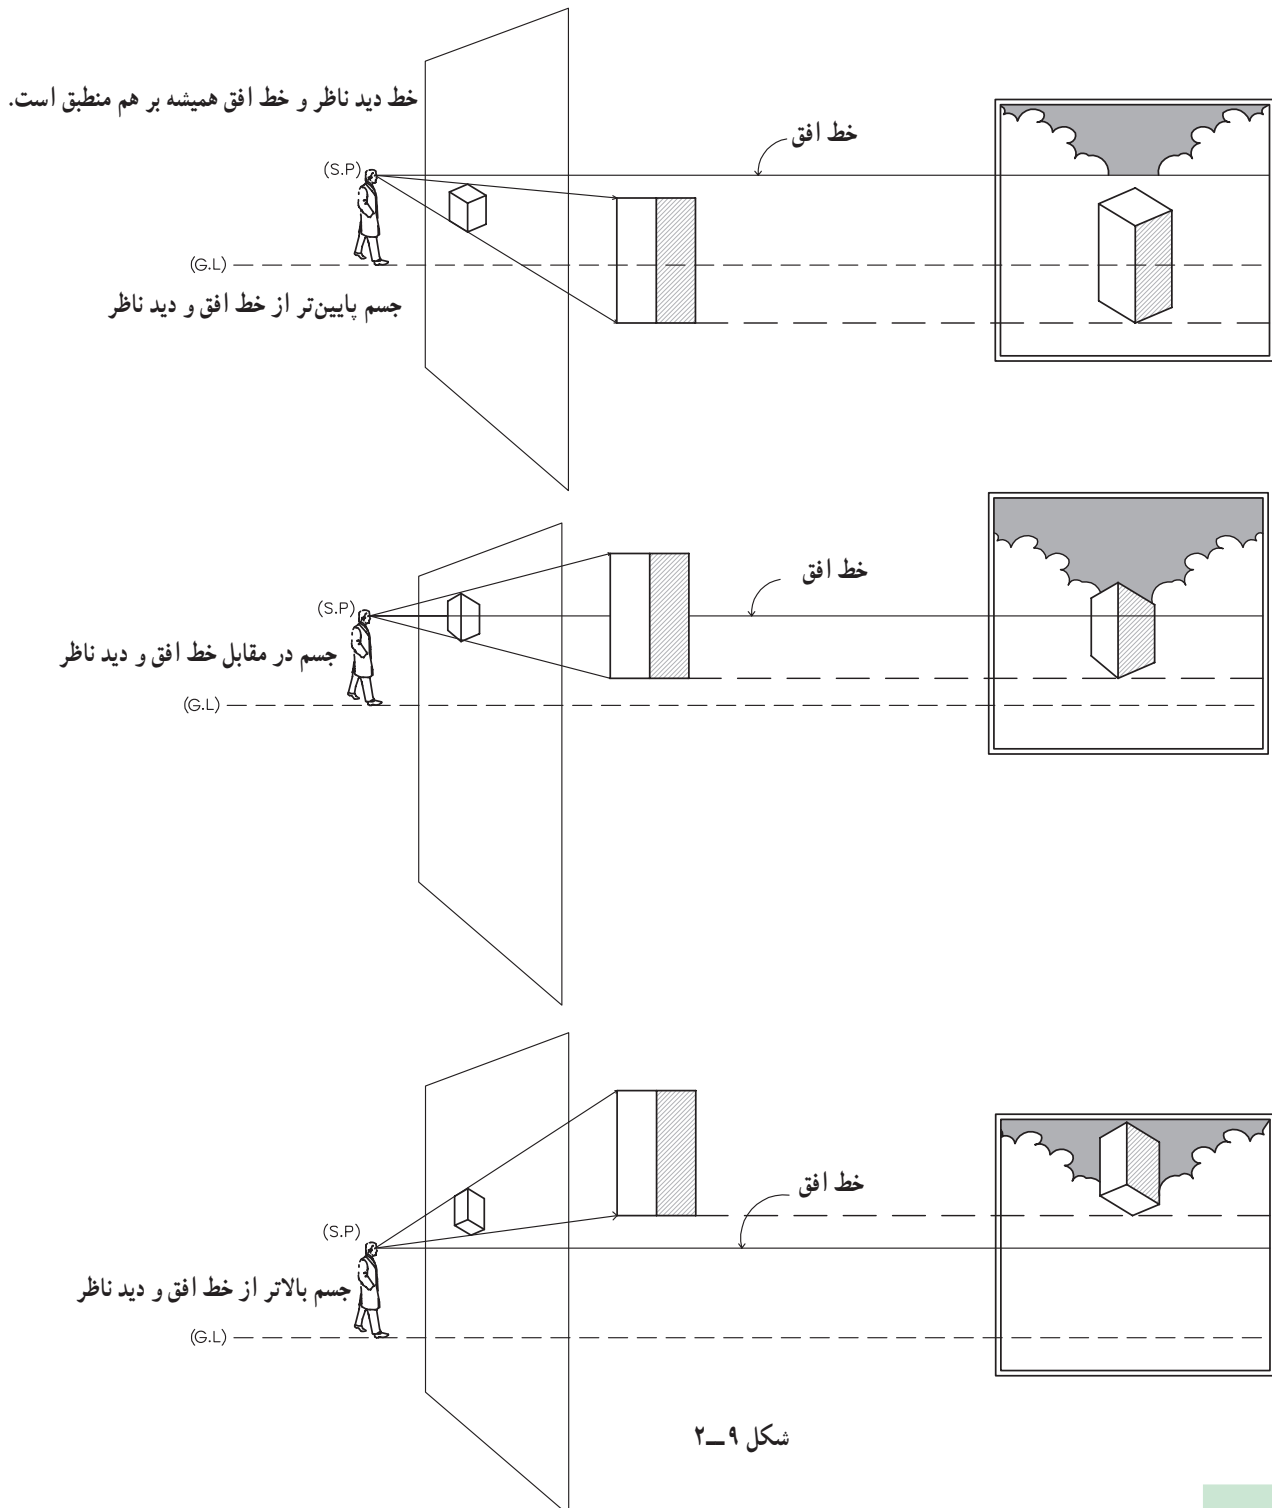 خط دید ناظر و خط افق همیشه بر هم منطبق است.
خط افق
(S.P)
(G.L)
جسم پایین‌تر از خط افق و دید ناظر
خط افق
(S.P)
جسم در مقابل خط افق و دید ناظر
(G.L)
خط افق
(S.P)
جسم بالاتر از خط افق و دید ناظر
(G.L)
شکل ۹ــ۲